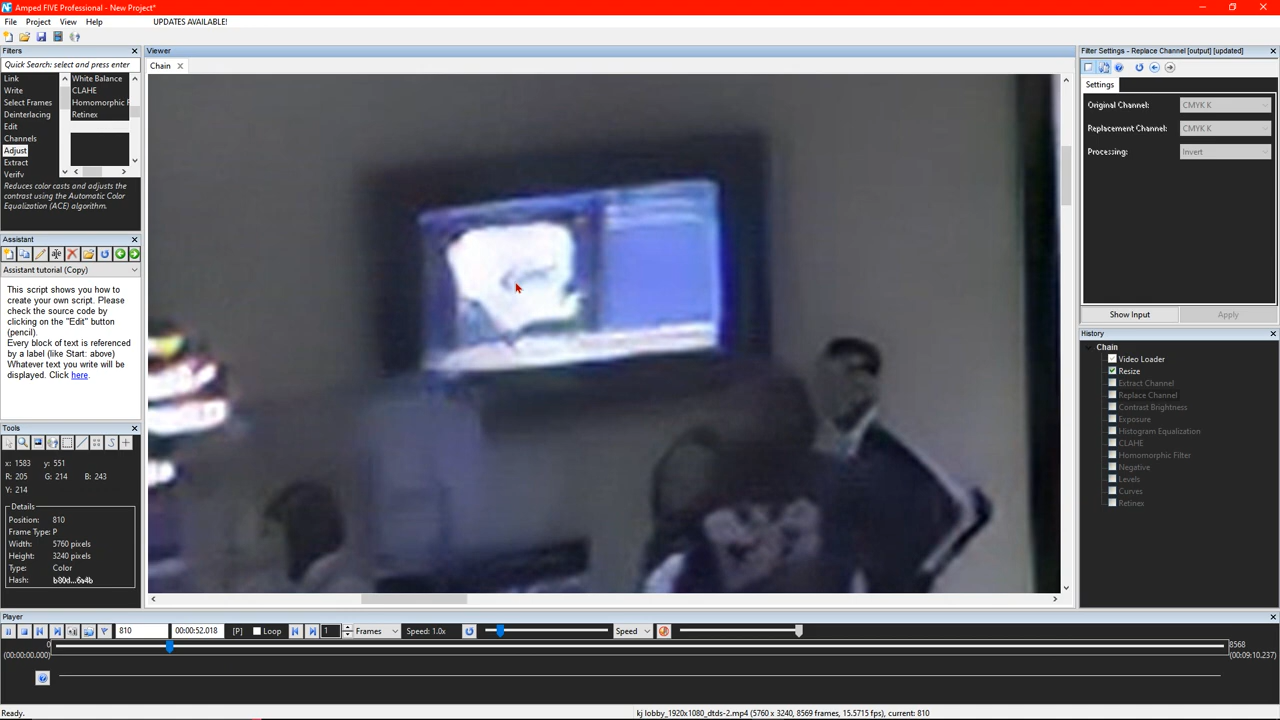 Amped FIVE Professional - New Project*
File Project View Help UPDATES AVAILABLE!
Filters
Quick Search: select and press enter
Link
Write
Select Frames
Deinterlacing
Edit
Channels
Adjust
Extract
Verify
White Balance
CLAHE
Homomorphic F
Retinex
Reduces color casts and adjusts the
contrast using the Automatic Color
Equalization (ACE) algorithm.
Assistant
Assistant tutorial (Copy)
This script shows you how to
create your own script. Please
check the source code by
clicking on the "Edit" button
(pencil).
Every block of text is referenced
by a label (like Start: above)
Whatever text you write will be
displayed. Click here.
Tools
x: 1583 y: 551
R: 205 G: 214 B: 243
Y: 214
Details
Position: 810
Frame Type: P
Width: 5760 pixels
Height: 3240 pixels
Type: Color
Hash: b80d...6a4b
Viewer
Chain
Filter Settings - Replace Channel [output] [updated]
Settings
Original Channel: CMYK K
Replacement Channel: CMYK K
Processing: Invert
Show Input Apply
History
Chain
Video Loader
Resize
Extract Channel
Replace Channel
Contrast Brightness
Exposure
Histogram Equalization
CLAHE
Homomorphic Filter
Negative
Levels
Curves
Retinex
Player
810 00:00:52.018 [P] Loop 1 Frames Speed: 1.0x Speed
0 8568
(00:00:00.000) (00:09:10.237)
Ready. kj lobby_1920x1080_dtds-2.mp4 (5760 x 3240, 8569 frames, 15.5715 fps), current: 810